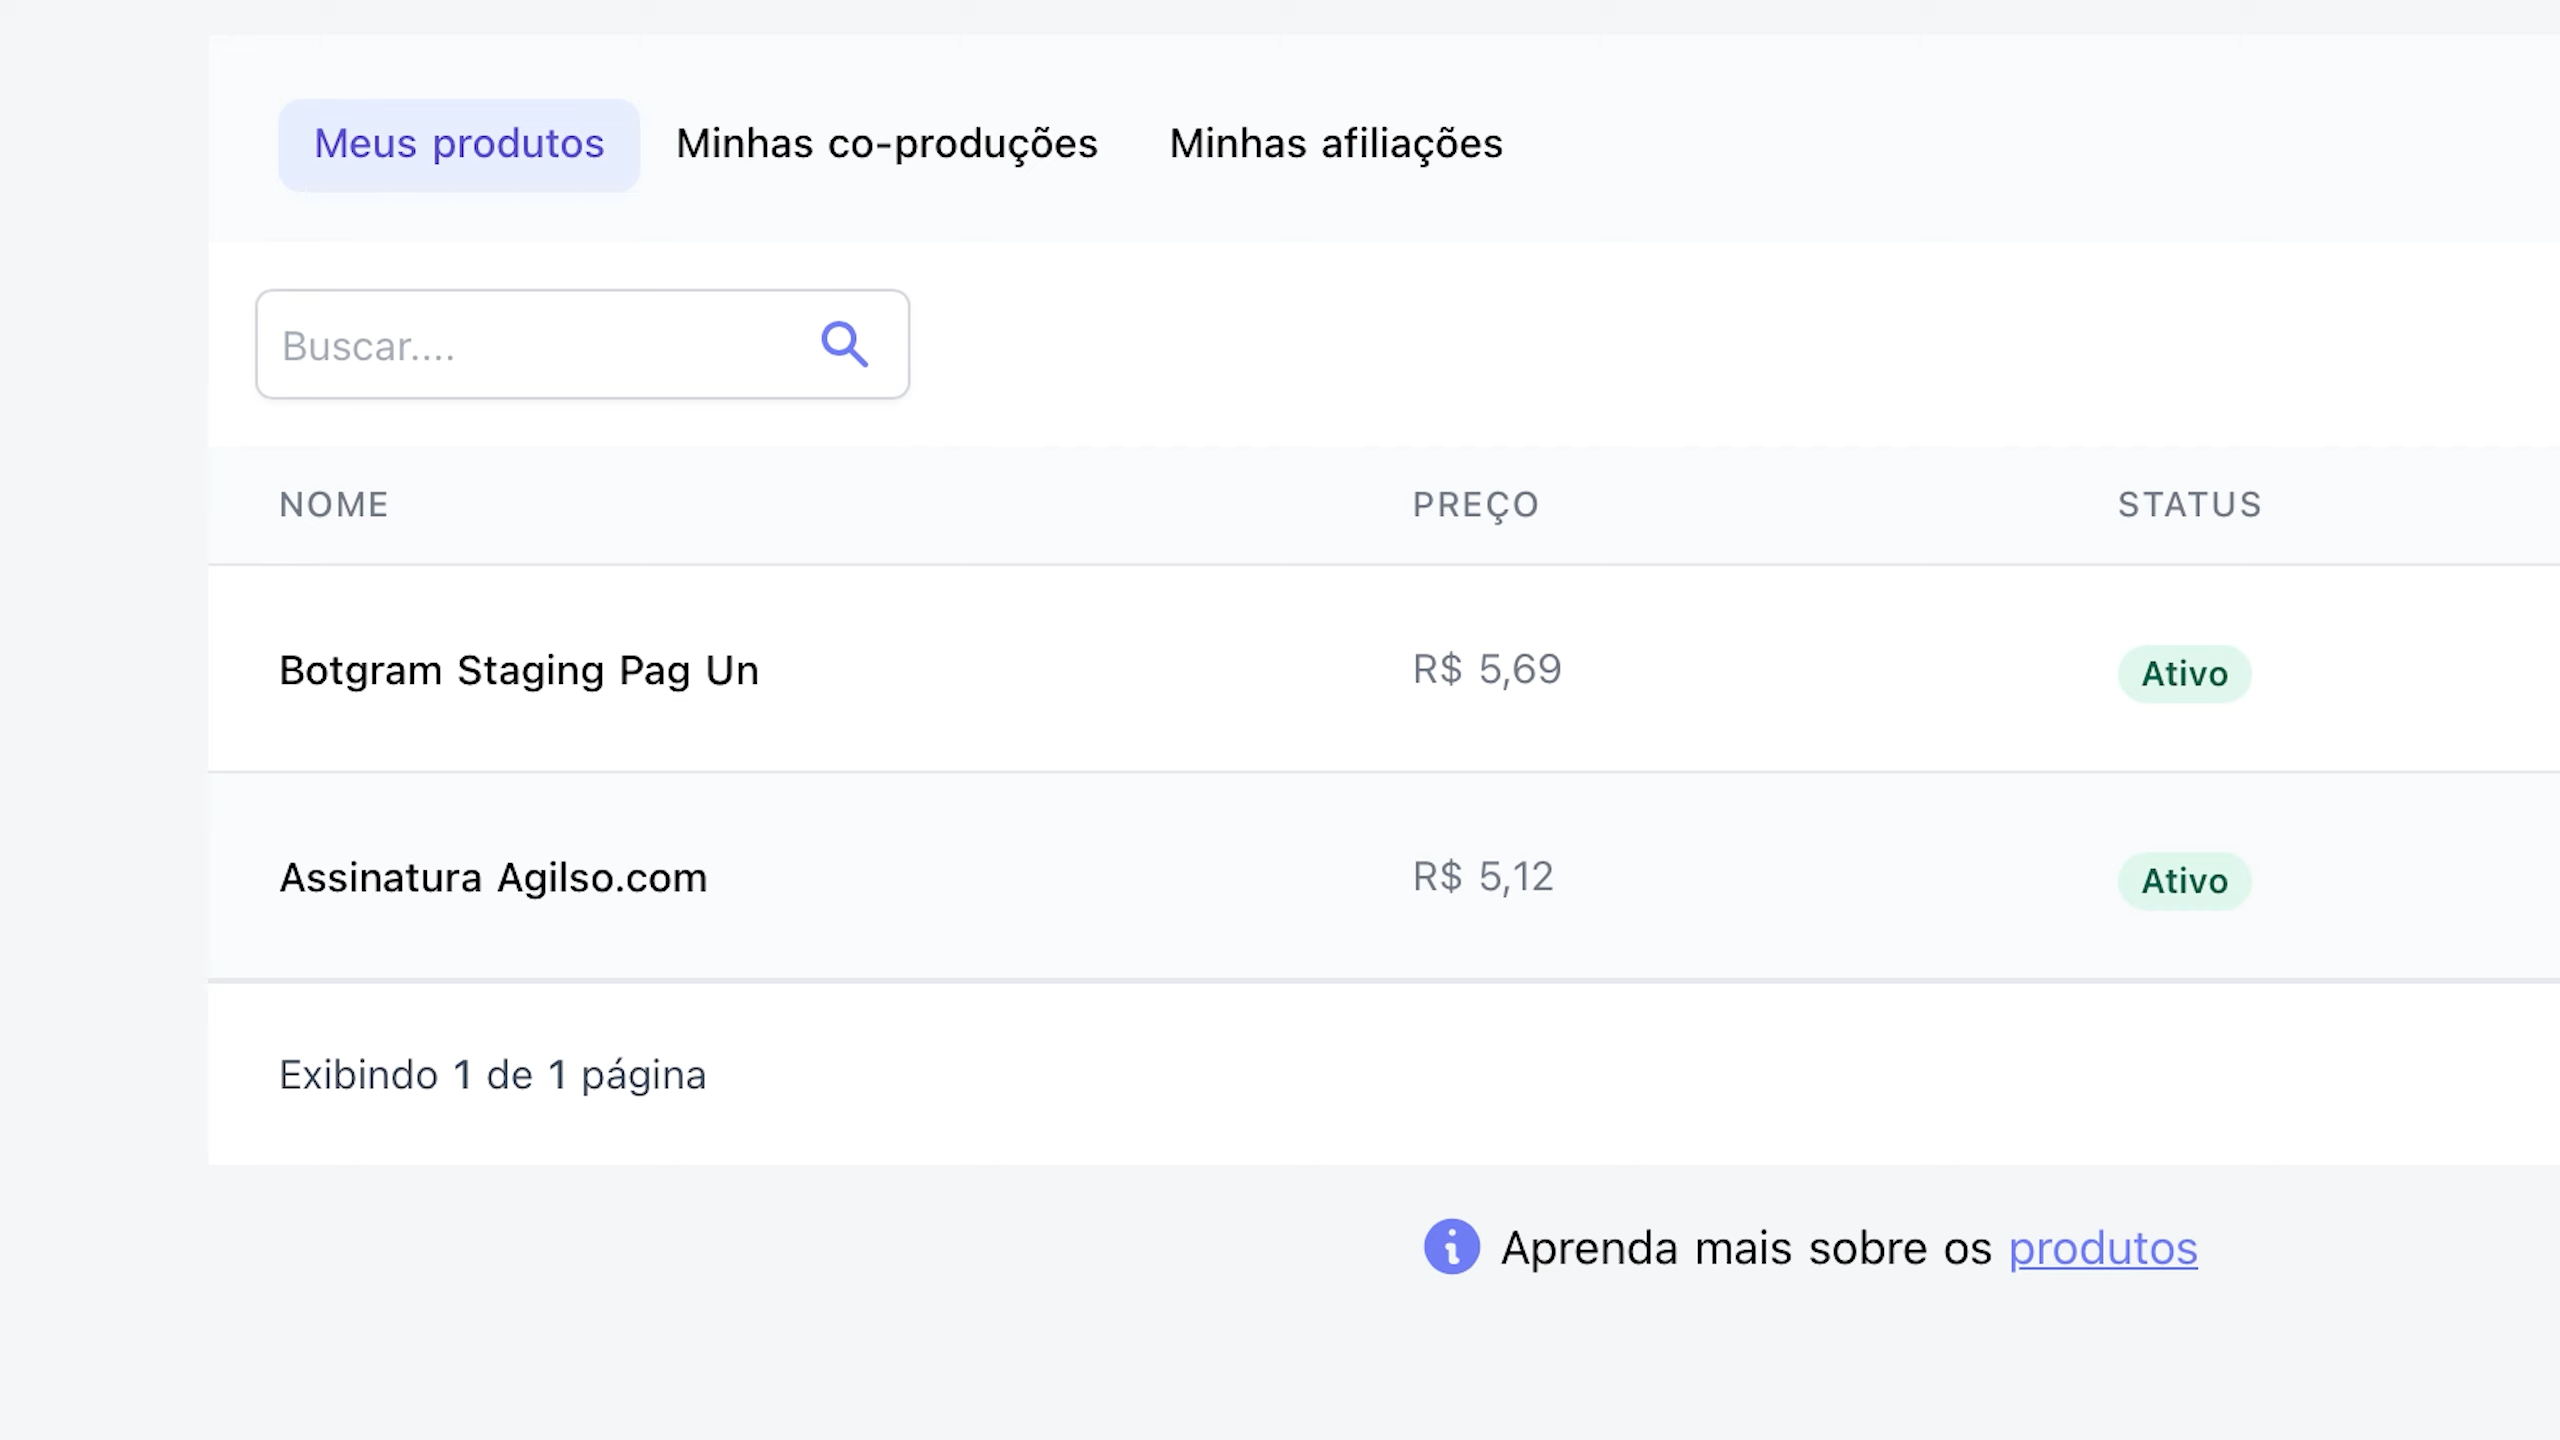 Meus produtos Minhas co-produções Minhas afiliações
Buscar....
NOME PREÇO STATUS
Botgram Staging Pag Un R$ 5,69 Ativo
Assinatura Agilso.com R$ 5,12 Ativo
Exibindo 1 de 1 página
Aprenda mais sobre os produtos